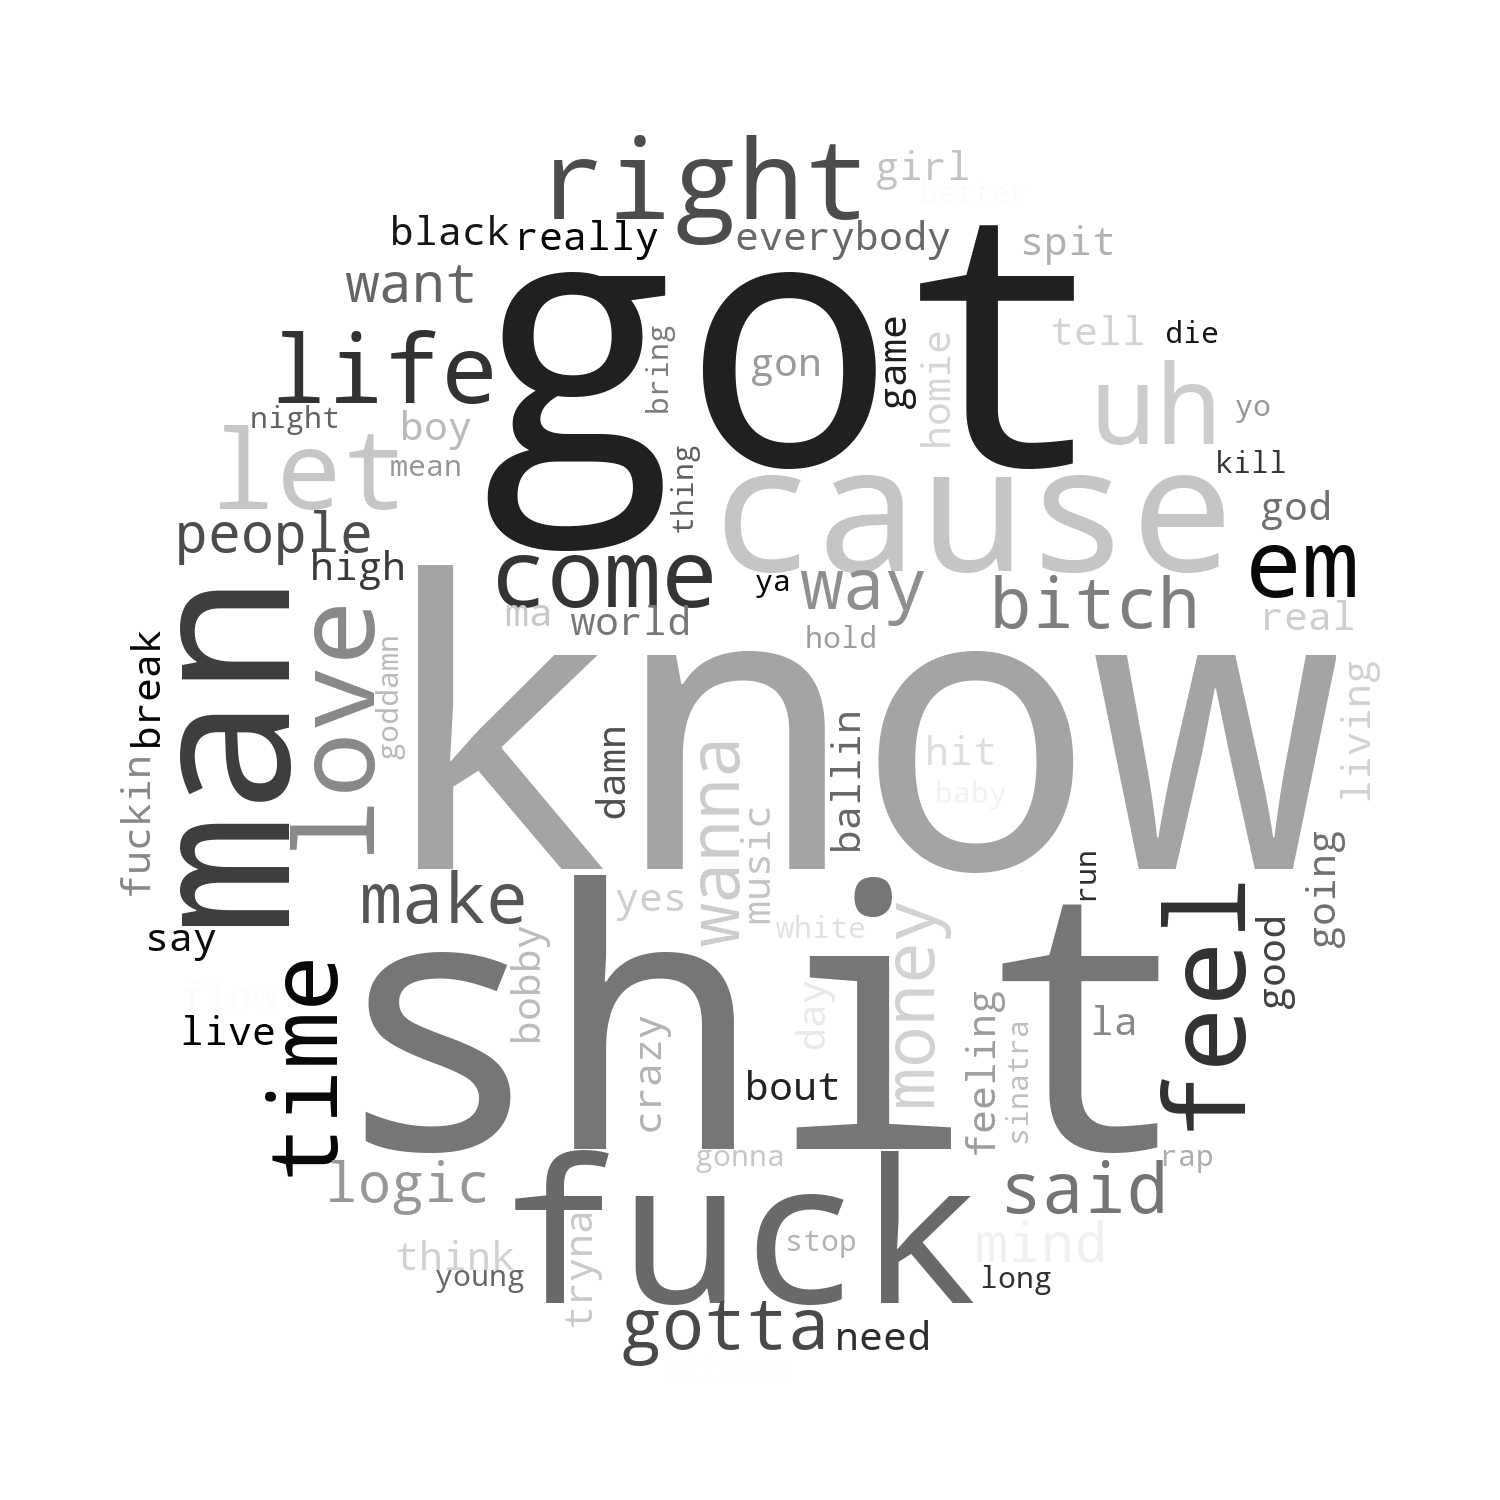 right
girl
better
black
really
everybody
spit
want
got
life
bring
gon
game
homie
tell
die
uh
yo
night
boy
let
mean
thing
cause
kill
god
people
high
come
ya
way
bitch
em
ma
world
hold
real
man
love
goddamn
know
break
fuckin
damn
wanna
music
ballin
hit
baby
living
make
yes
white
run
going
say
bobby
shit
money
feel
good
flow
live
time
crazy
day
bout
feeling
sinatra
la
logic
gonna
rap
fuck
said
think
young
tryna
stop
mind
long
gotta
need